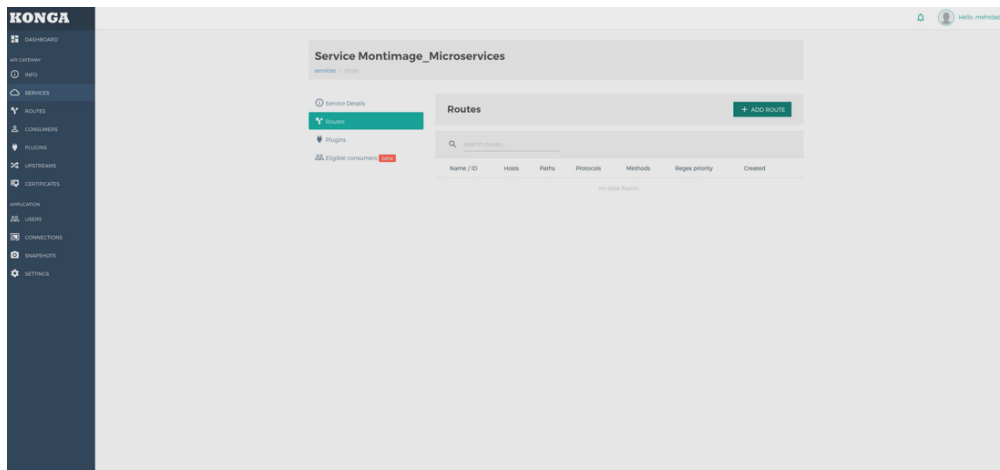 KONGA
Hello, mehrdad
DASHBOARD
API GATEWAY
INFO
SERVICES
ROUTES
CONSUMERS
PLUGINS
UPSTREAMS
CERTIFICATES
APPLICATION
USERS
CONNECTIONS
SNAPSHOTS
SETTINGS
Service Montimage_Microservices
services / show
Service Details
Routes
Plugins
Eligible consumers beta
Routes
+ ADD ROUTE
search routes...
Name / ID Hosts Paths Protocols Methods Regex priority Created
no data found...